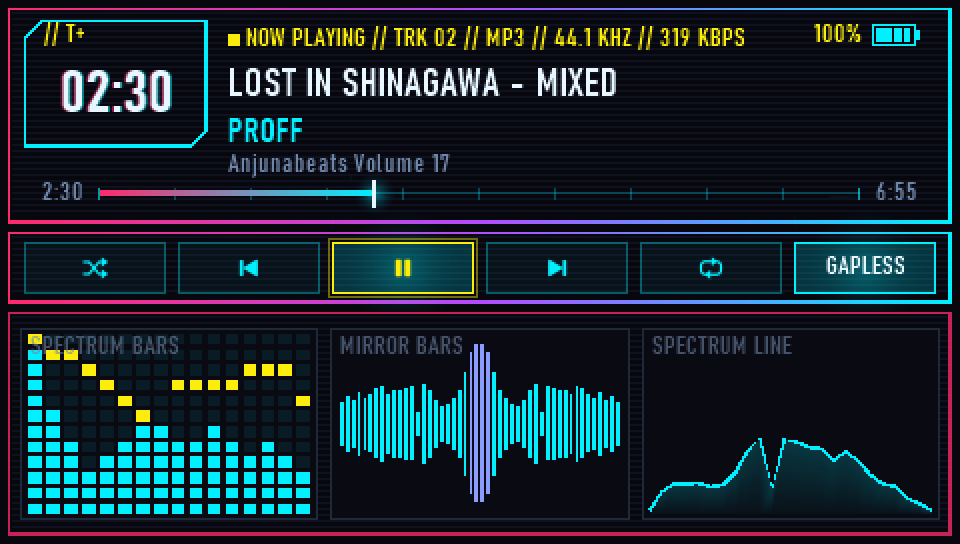 // T+
02:30
NOW PLAYING // TRK 02 // MP3 // 44.1 KHZ // 319 KBPS
100%
LOST IN SHINAGAWA - MIXED
PROFF
Anjunabeats Volume 17
2:30
6:55
GAPLESS
SPECTRUM BARS
MIRROR BARS
SPECTRUM LINE